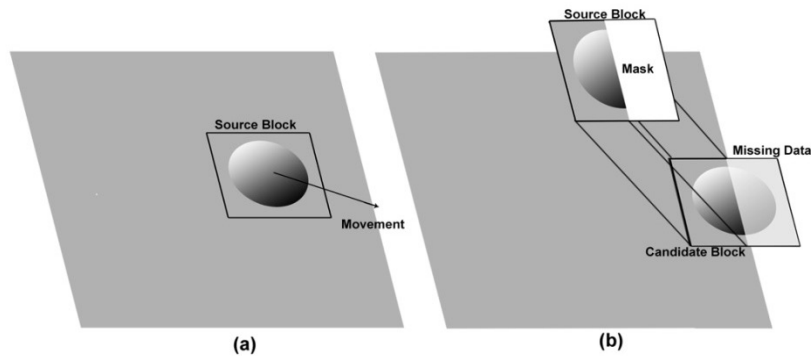 Source Block
Movement
(a)
Source Block
Mask
Missing Data
Candidate Block
(b)